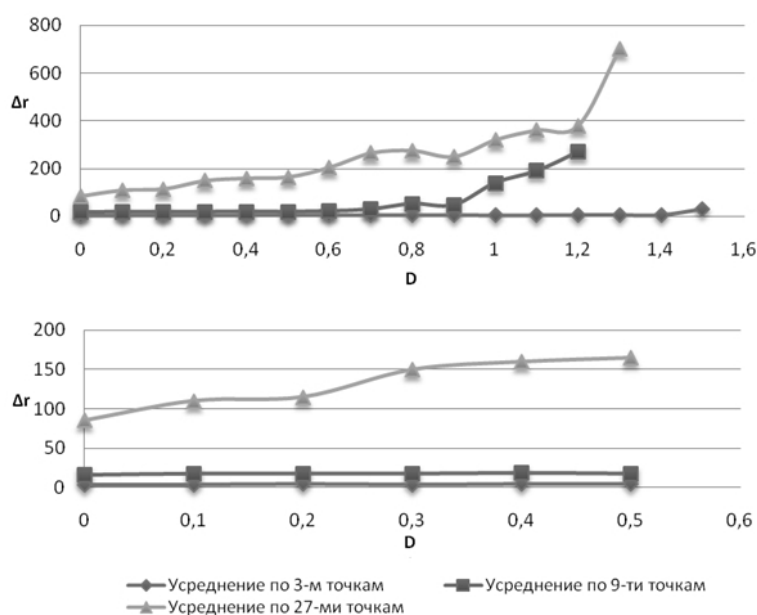 800
600
Δr
400
200
0
0 0,2 0,4 0,6 0,8 1 1,2 1,4 1,6
D
200
150
Δr
100
50
0
0 0,1 0,2 0,3 0,4 0,5 0,6
D
Усреднение по 3-м точкам Усреднение по 9-ти точкам
Усреднение по 27-ми точкам